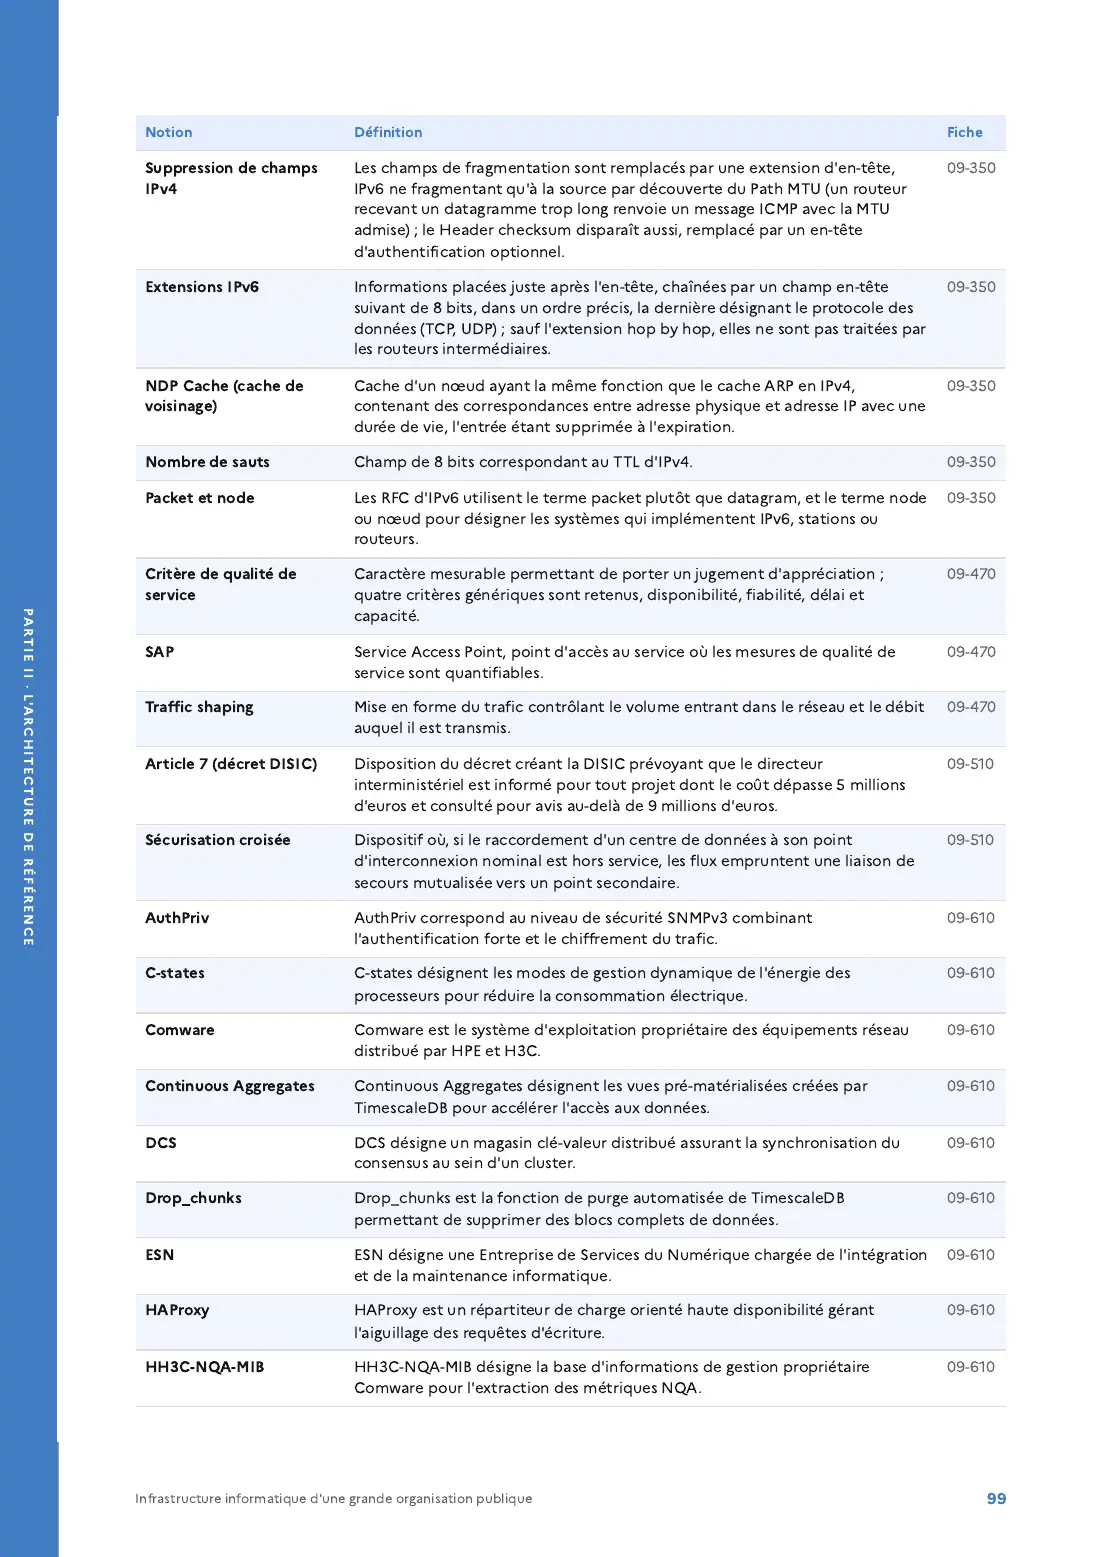 Notion Définition Fiche
Suppression de champs Les champs de fragmentation sont remplacés par une extension d'en-tête, 09-350
IPv4 IPv6 ne fragmentant qu'à la source par découverte du Path MTU (un routeur
recevant un datagramme trop long renvoie un message ICMP avec la MTU
admise) ; le Header checksum disparaît aussi, remplacé par un en-tête
d'authentification optionnel.
Extensions IPv6 Informations placées juste après l'en-tête, chaînées par un champ en-tête 09-350
suivant de 8 bits, dans un ordre précis, la dernière désignant le protocole des
données (TCP, UDP) ; sauf l'extension hop by hop, elles ne sont pas traitées par
les routeurs intermédiaires.
NDP Cache (cache de Cache d'un nœud ayant la même fonction que le cache ARP en IPv4, 09-350
voisinage) contenant des correspondances entre adresse physique et adresse IP avec une
durée de vie, l'entrée étant supprimée à l'expiration.
Nombre de sauts Champ de 8 bits correspondant au TTL d'IPv4. 09-350
Packet et node Les RFC d'IPv6 utilisent le terme packet plutôt que datagram, et le terme node 09-350
ou nœud pour désigner les systèmes qui implémentent IPv6, stations ou
routeurs.
Critère de qualité de Caractère mesurable permettant de porter un jugement d'appréciation ; 09-470
service quatre critères génériques sont retenus, disponibilité, fiabilité, délai et
capacité.
SAP Service Access Point, point d'accès au service où les mesures de qualité de 09-470
service sont quantifiables.
Traffic shaping Mise en forme du trafic contrôlant le volume entrant dans le réseau et le débit 09-470
auquel il est transmis.
Article 7 (décret DISIC) Disposition du décret créant la DISIC prévoyant que le directeur 09-510
interministériel est informé pour tout projet dont le coût dépasse 5 millions
d'euros et consulté pour avis au-delà de 9 millions d'euros.
Sécurisation croisée Dispositif où, si le raccordement d'un centre de données à son point 09-510
d'interconnexion nominal est hors service, les flux empruntent une liaison de
secours mutualisée vers un point secondaire.
AuthPriv AuthPriv correspond au niveau de sécurité SNMPv3 combinant 09-610
l'authentification forte et le chiffrement du trafic.
C-states C-states désignent les modes de gestion dynamique de l'énergie des 09-610
processeurs pour réduire la consommation électrique.
Comware Comware est le système d'exploitation propriétaire des équipements réseau 09-610
distribué par HPE et H3C.
Continuous Aggregates Continuous Aggregates désignent les vues pré-matérialisées créées par 09-610
TimescaleDB pour accélérer l'accès aux données.
DCS DCS désigne un magasin clé-valeur distribué assurant la synchronisation du 09-610
consensus au sein d'un cluster.
Drop_chunks Drop_chunks est la fonction de purge automatisée de TimescaleDB 09-610
permettant de supprimer des blocs complets de données.
ESN ESN désigne une Entreprise de Services du Numérique chargée de l'intégration 09-610
et de la maintenance informatique.
HAProxy HAProxy est un répartiteur de charge orienté haute disponibilité gérant 09-610
l'aiguillage des requêtes d'écriture.
HH3C-NQA-MIB HH3C-NQA-MIB désigne la base d'informations de gestion propriétaire 09-610
Comware pour l'extraction des métriques NQA.
PARTIE II · L'ARCHITECTURE DE RÉFÉRENCE
Infrastructure informatique d'une grande organisation publique 99